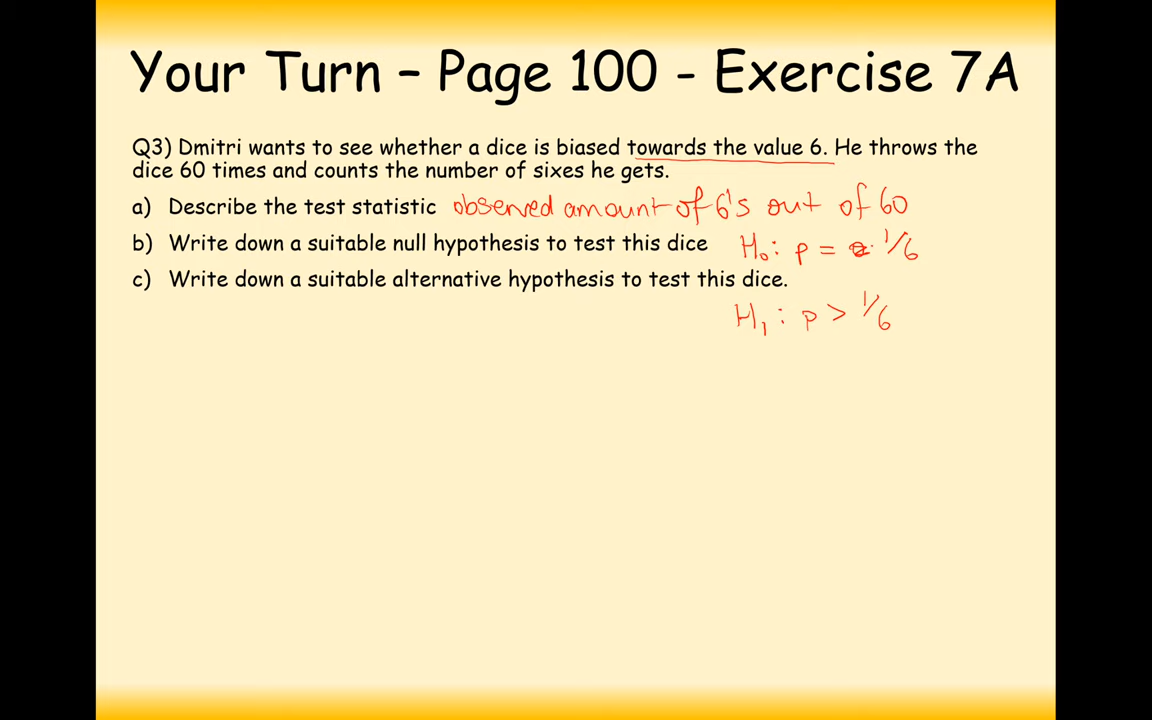 Your Turn – Page 100 - Exercise 7A
Q3) Dmitri wants to see whether a dice is biased towards the value 6. He throws the
dice 60 times and counts the number of sixes he gets.
a) Describe the test statistic observed amount of 6's out of 60
b) Write down a suitable null hypothesis to test this dice H₀: p = 1/6
c) Write down a suitable alternative hypothesis to test this dice.
H₁: p > 1/6